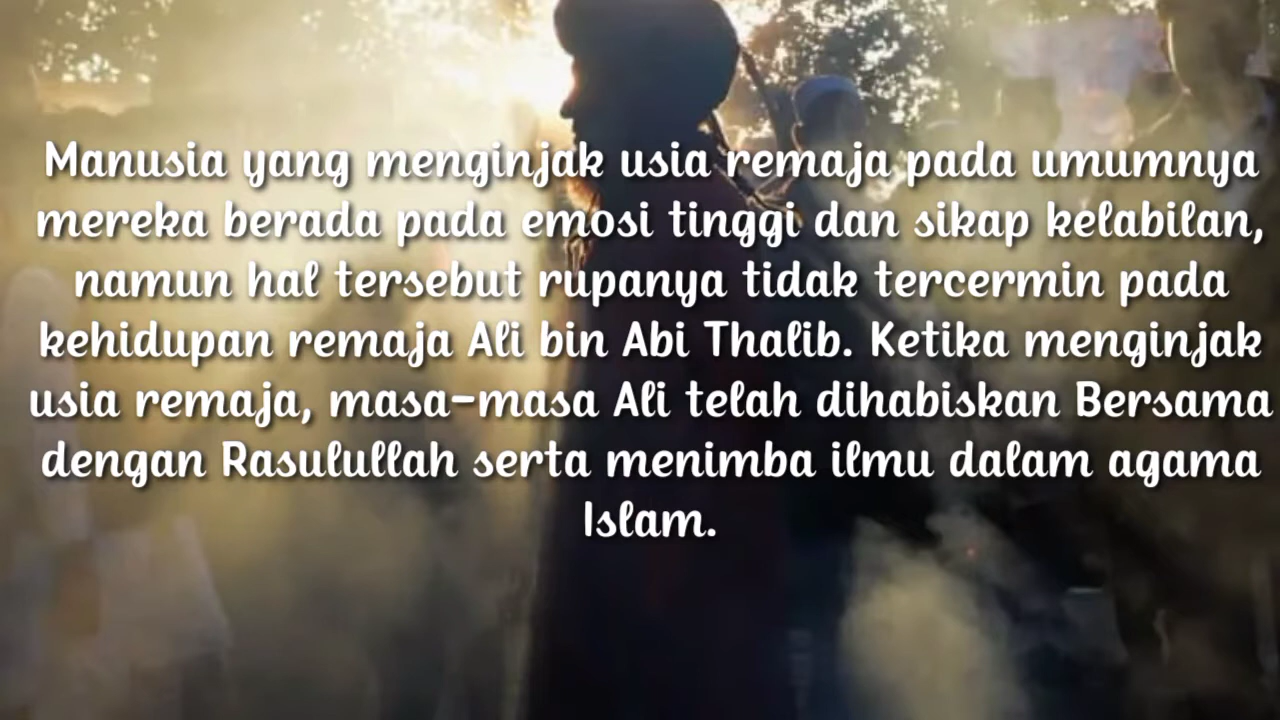 Manusia yang menginjak usia remaja pada umumnya
mereka berada pada emosi tinggi dan sikap kelabilan,
namun hal tersebut rupanya tidak tercermin pada
kehidupan remaja Ali bin Abi Thalib. Ketika menginjak
usia remaja, masa-masa Ali telah dihabiskan Bersama
dengan Rasulullah serta menimba ilmu dalam agama
Islam.